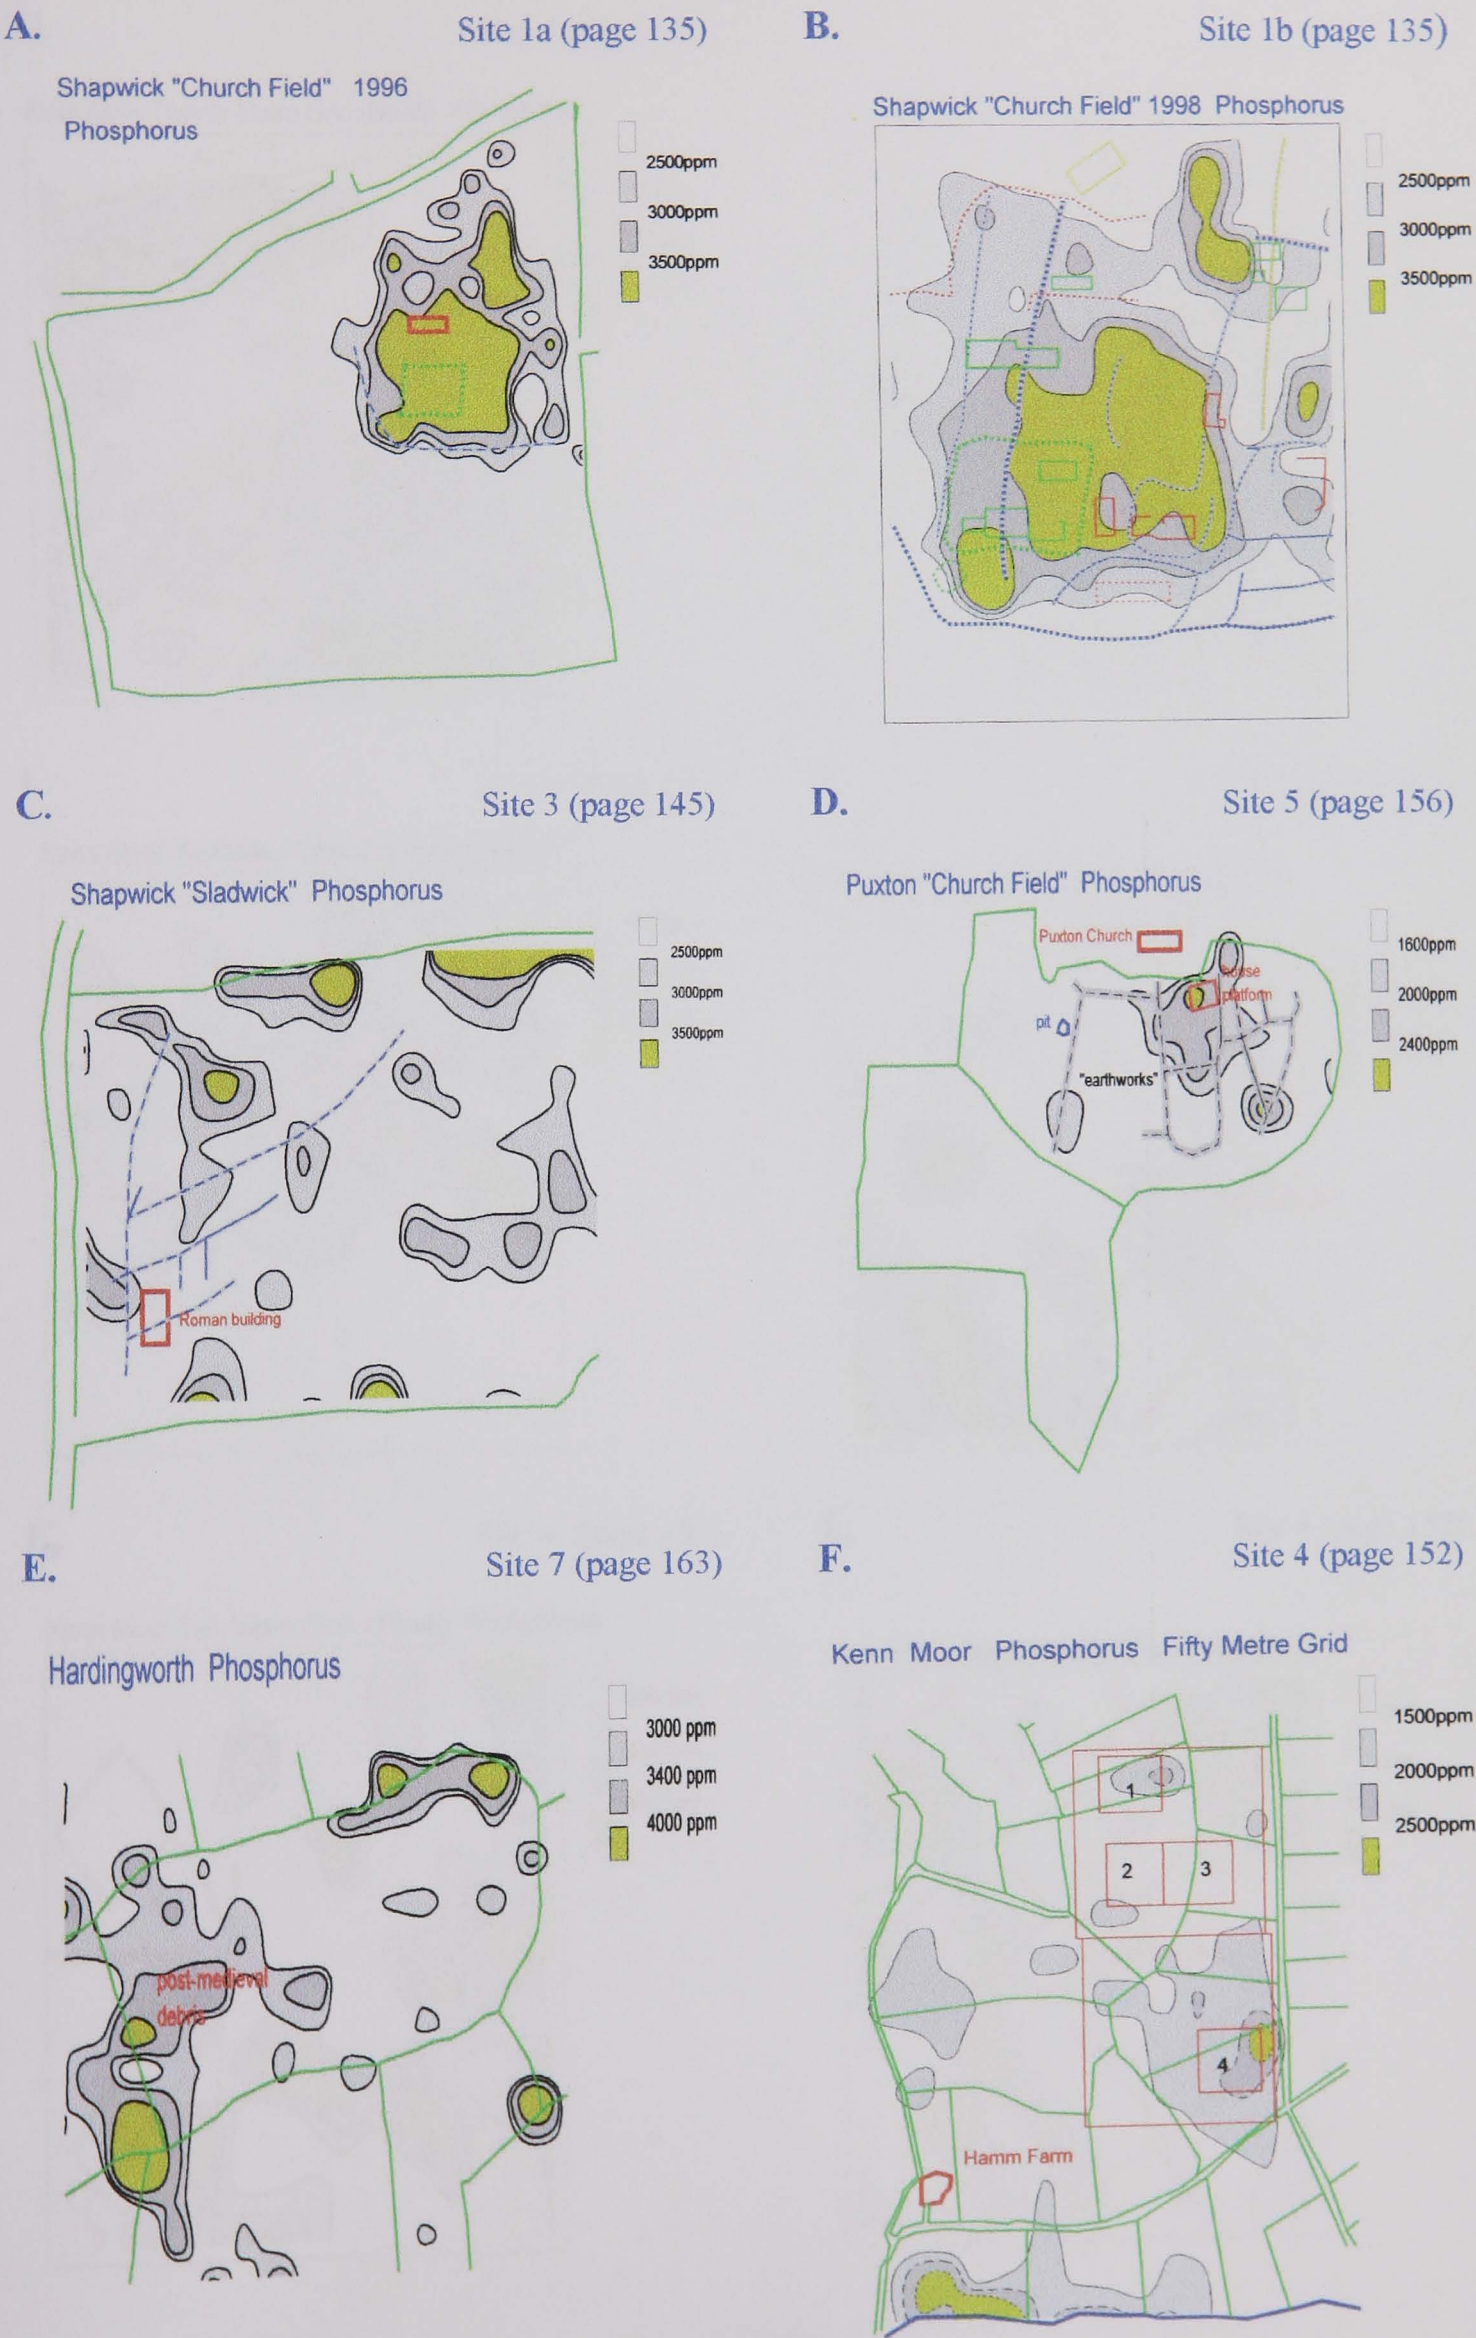 A.
Site 1a (page 135)
Shapwick "Church Field" 1996
Phosphorus
2500ppm
3000ppm
3500ppm
B.
Site 1b (page 135)
Shapwick "Church Field" 1998 Phosphorus
2500ppm
3000ppm
3500ppm
C.
Site 3 (page 145)
Shapwick "Sladwick" Phosphorus
2500ppm
3000ppm
3500ppm
Roman building
D.
Site 5 (page 156)
Puxton "Church Field" Phosphorus
Puxton Church
house
platform
pit
"earthworks"
1600ppm
2000ppm
2400ppm
E.
Site 7 (page 163)
Hardingworth Phosphorus
3000 ppm
3400 ppm
4000 ppm
post-medieval
debris
F.
Site 4 (page 152)
Kenn Moor Phosphorus Fifty Metre Grid
1500ppm
2000ppm
2500ppm
1
2
3
4
Hamm Farm